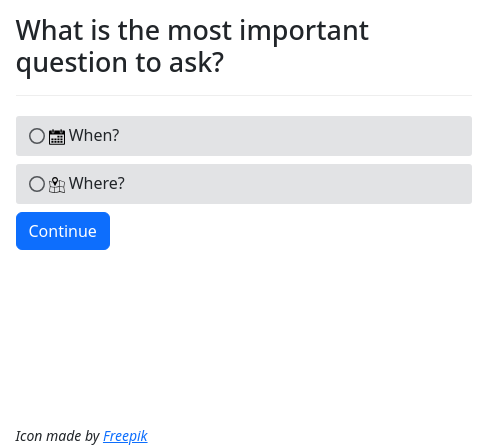 What is the most important
question to ask?
When?
Where?
Continue
Icon made by Freepik